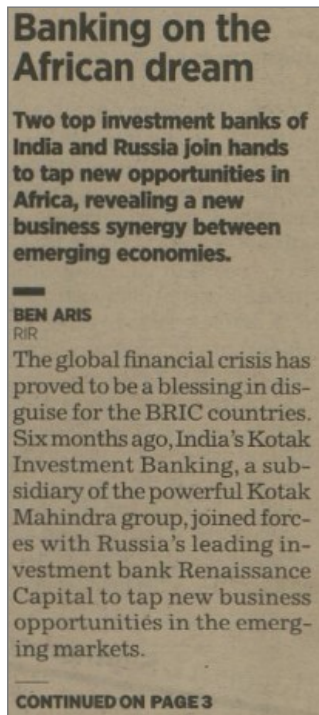 Banking on the
African dream
Two top investment banks of
India and Russia join hands
to tap new opportunities in
Africa, revealing a new
business synergy between
emerging economies.
BEN ARIS
RIR
The global financial crisis has
proved to be a blessing in dis-
guise for the BRIC countries.
Six months ago, India's Kotak
Investment Banking, a sub-
sidiary of the powerful Kotak
Mahindra group, joined forc-
es with Russia's leading in-
vestment bank Renaissance
Capital to tap new business
opportunities in the emerg-
ing markets.
CONTINUED ON PAGE 3